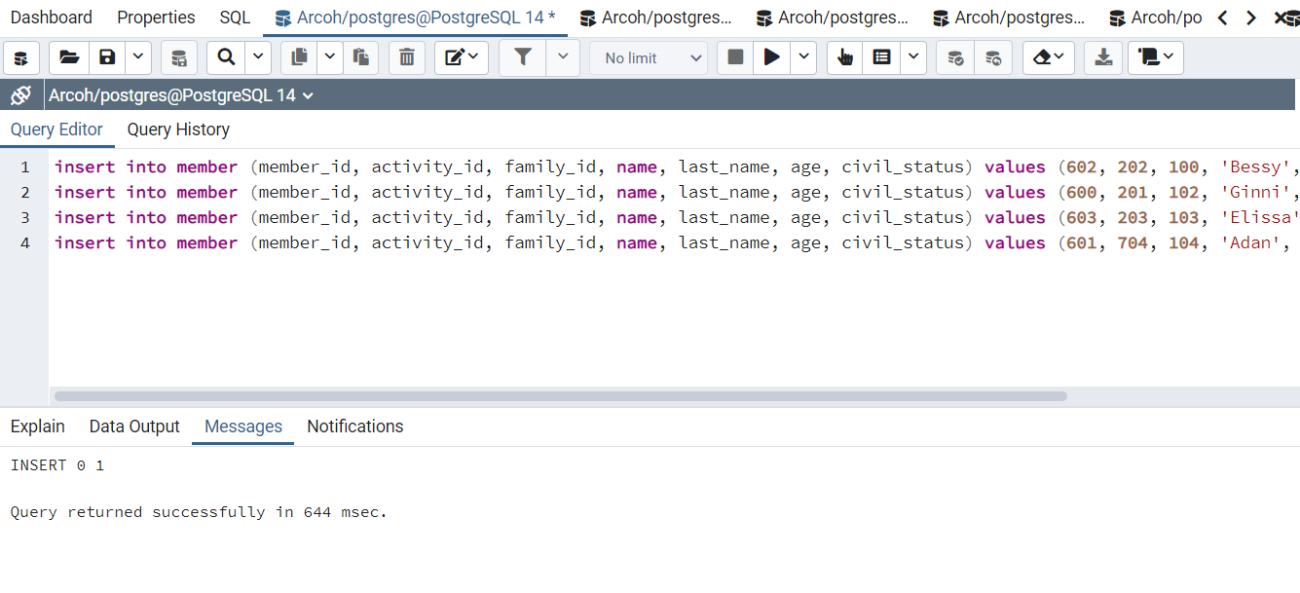 Dashboard Properties SQL Arcoh/postgres@PostgreSQL 14 * Arcoh/postgres... Arcoh/postgres... Arcoh/postgres... Arcoh/po
No limit
Arcoh/postgres@PostgreSQL 14
Query Editor Query History
1 insert into member (member_id, activity_id, family_id, name, last_name, age, civil_status) values (602, 202, 100, 'Bessy',
2 insert into member (member_id, activity_id, family_id, name, last_name, age, civil_status) values (600, 201, 102, 'Ginni',
3 insert into member (member_id, activity_id, family_id, name, last_name, age, civil_status) values (603, 203, 103, 'Elissa'
4 insert into member (member_id, activity_id, family_id, name, last_name, age, civil_status) values (601, 704, 104, 'Adan',
Explain Data Output Messages Notifications
INSERT 0 1
Query returned successfully in 644 msec.